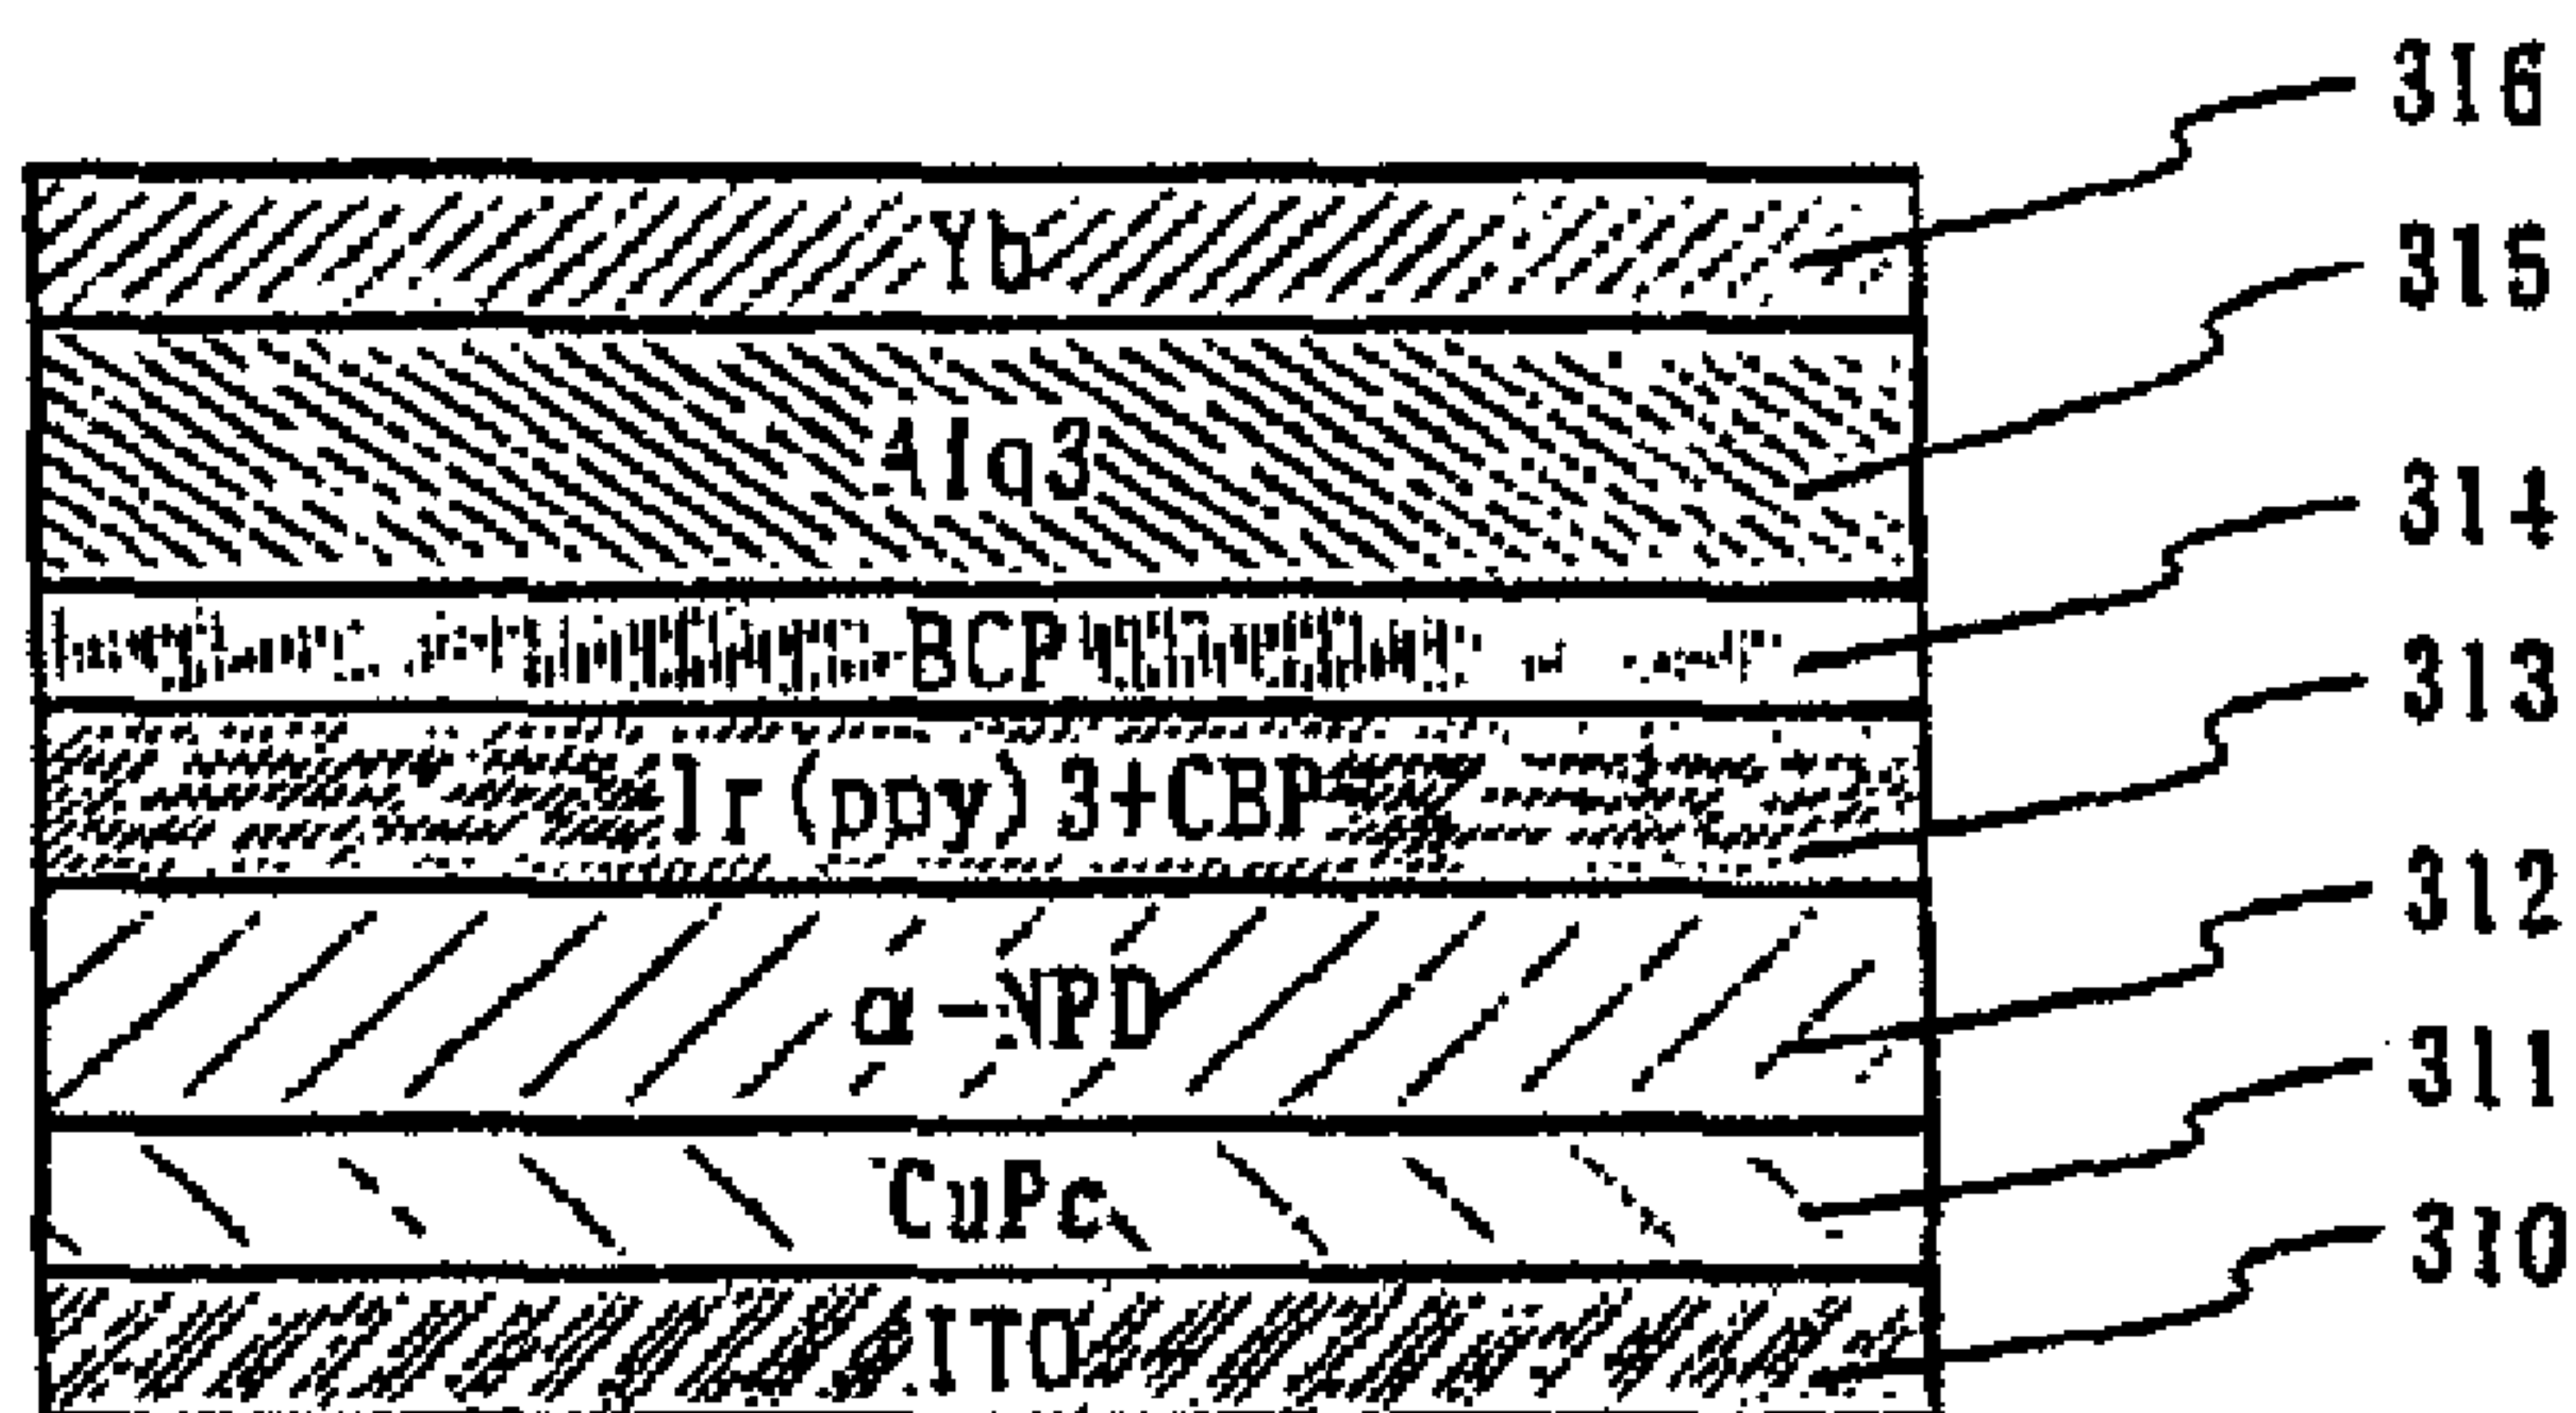 316
Yb
315
Alq3
314
BCP
313
Ir(ppy)3+CBP
312
α-NPD
311
CuPc
310
ITO